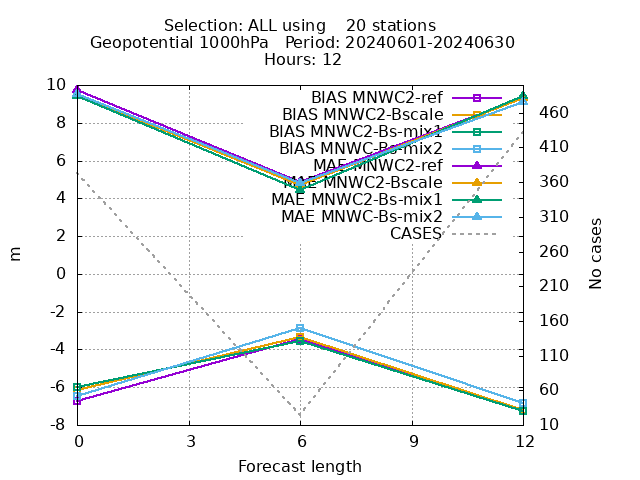 Selection: ALL using    20 stations
Geopotential 1000hPa   Period: 20240601-20240630
Hours: 12
10
8
6
4
2
0
-2
-4
-6
-8
m
BIAS MNWC2-ref
BIAS MNWC2-Bscale
BIAS MNWC2-Bs-mix1
BIAS MNWC-Bs-mix2
MAE MNWC2-ref
MAE MNWC2-Bscale
MAE MNWC2-Bs-mix1
MAE MNWC-Bs-mix2
CASES
460
410
360
310
260
210
160
110
60
10
No cases
0 3 6 9 12
Forecast length